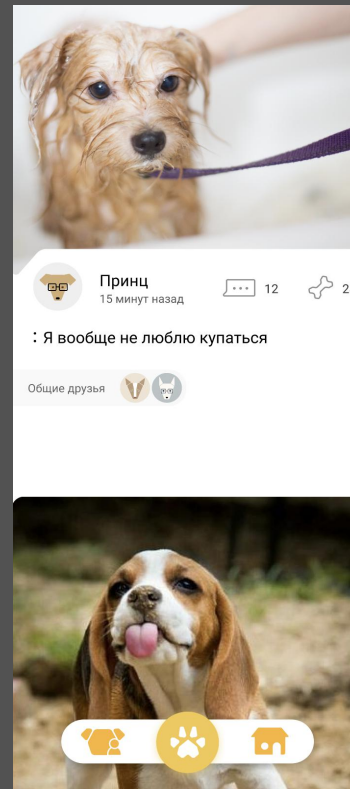 Принц
15 минут назад
12
2
: Я вообще не люблю купаться
Общие друзья